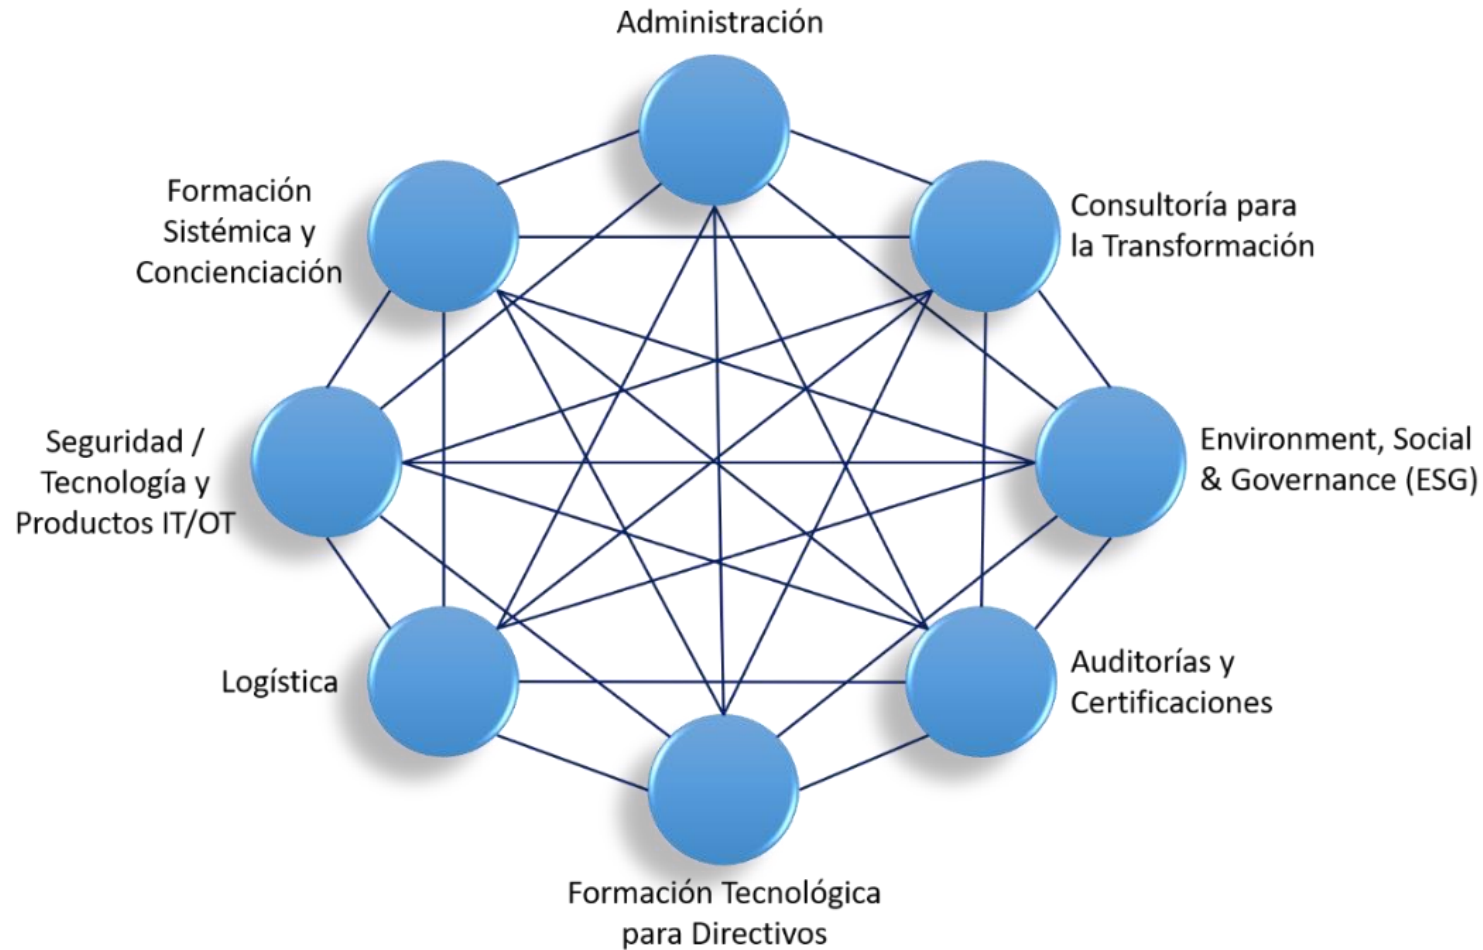 Administración
Formación
Sistémica y
Concienciación
Consultoría para
la Transformación
Seguridad /
Tecnología y
Productos IT/OT
Environment, Social
& Governance (ESG)
Logística
Auditorías y
Certificaciones
Formación Tecnológica
para Directivos